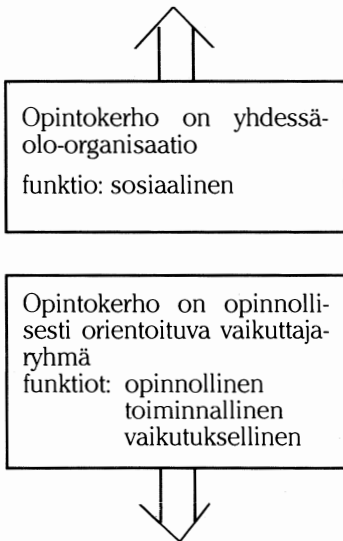 Opintokerho on yhdessä-
olo-organisaatio
funktio: sosiaalinen
Opintokerho on opinnolli-
sesti orientoituva vaikuttaja-
ryhmä
funktiot: opinnollinen
toiminnallinen
vaikutuksellinen